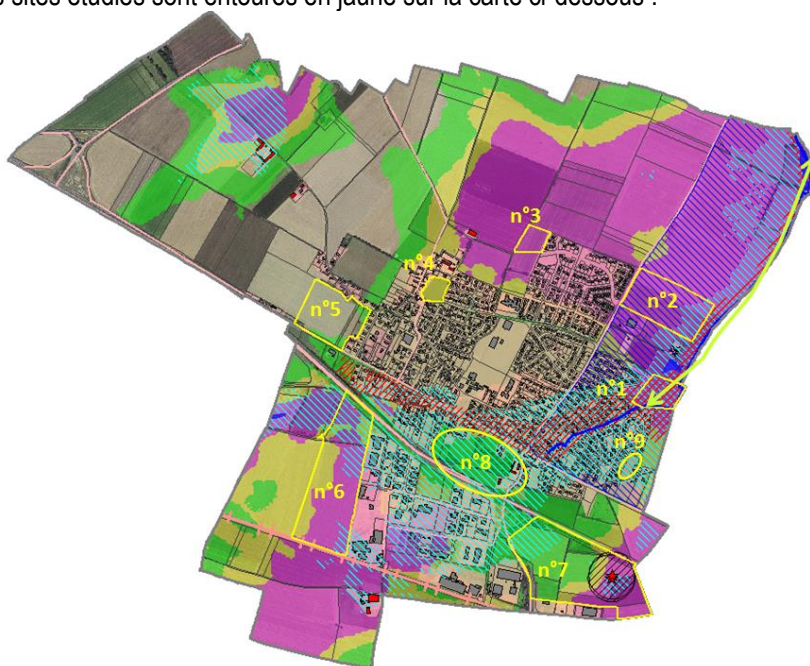 s sites étudiés sont entourés en jaune sur la carte ci-dessous :
n°3
n°4
n°2
n°5
n°1
n°9
n°8
n°6
n°7